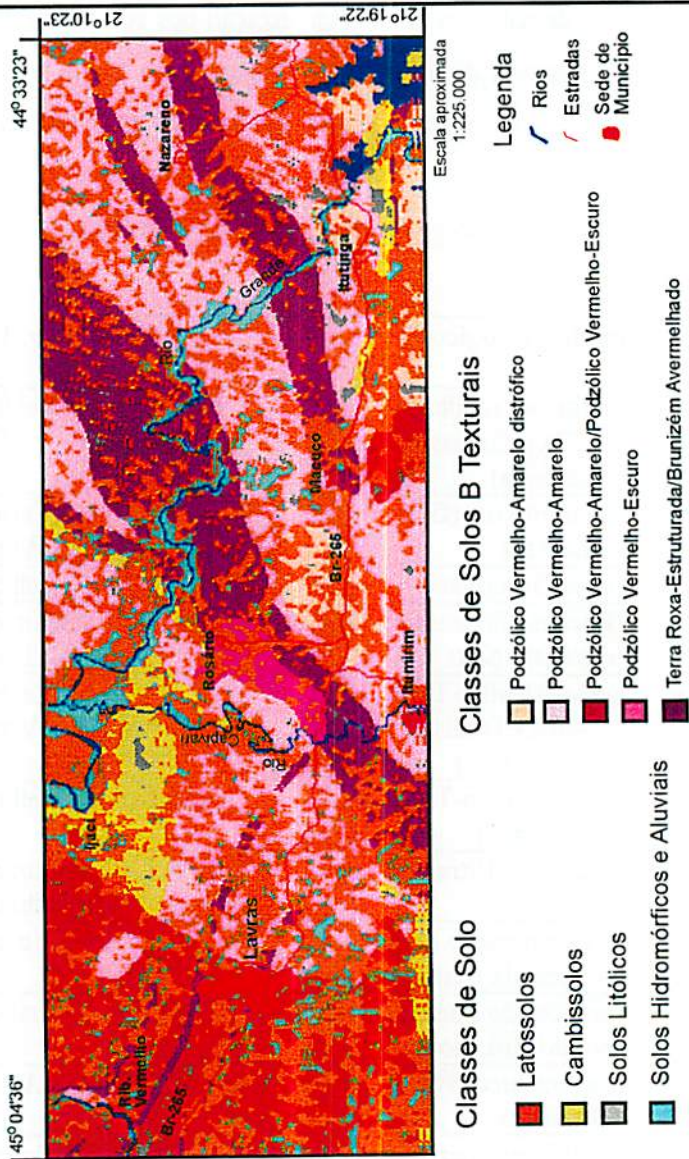 45° 04'36"
44° 33'23"
21° 10'23"
21° 19'22"
Rib.
Vermelho
Br-265
Ijaci
Lavras
Rio
Capivari
Rosário
Itumirim
Br-265
Macuco
Rio
Grande
Itutinga
Nazareno
Escala aproximada
1:225.000
Legenda
Rios
Estradas
Sede de
Município
Classes de Solo
Latossolos
Cambissolos
Solos Litólicos
Solos Hidromórficos e Aluviais
Classes de Solos B Texturais
Podzólico Vermelho-Amarelo distrófico
Podzólico Vermelho-Amarelo
Podzólico Vermelho-Amarelo/Podzólico Vermelho-Escuro
Podzólico Vermelho-Escuro
Terra Roxa-Estruturada/Brunizém Avermelhado